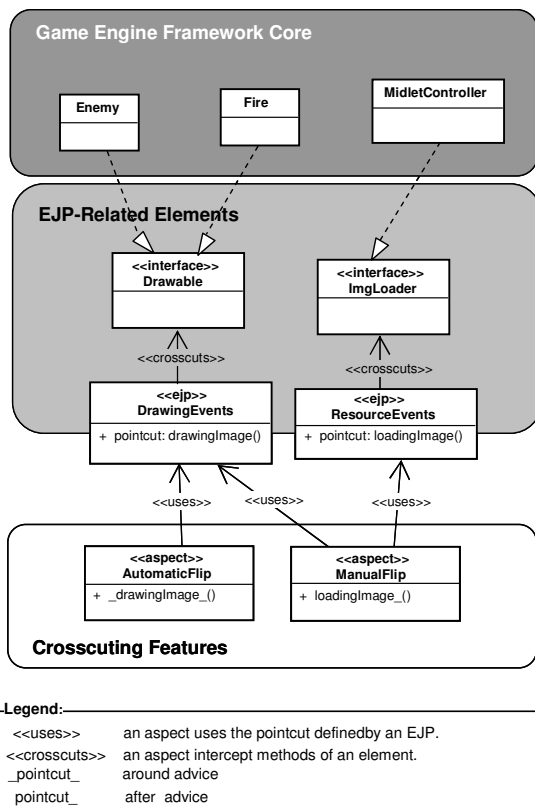 Game Engine Framework Core
Enemy
Fire
MidletController
EJP-Related Elements
<<interface>>
Drawable
<<interface>>
ImgLoader
<<crosscuts>>
<<crosscuts>>
<<ejp>>
DrawingEvents
+ pointcut: drawingImage()
<<ejp>>
ResourceEvents
+ pointcut: loadingImage()
<<uses>>
<<uses>>
<<uses>>
<<aspect>>
AutomaticFlip
+ _drawingImage_()
<<aspect>>
ManualFlip
+ loadingImage_()
Crosscuting Features
Legend:
<<uses>> an aspect uses the pointcut definedby an EJP.
<<crosscuts>> an aspect intercept methods of an element.
_pointcut_ around advice
pointcut_ after advice